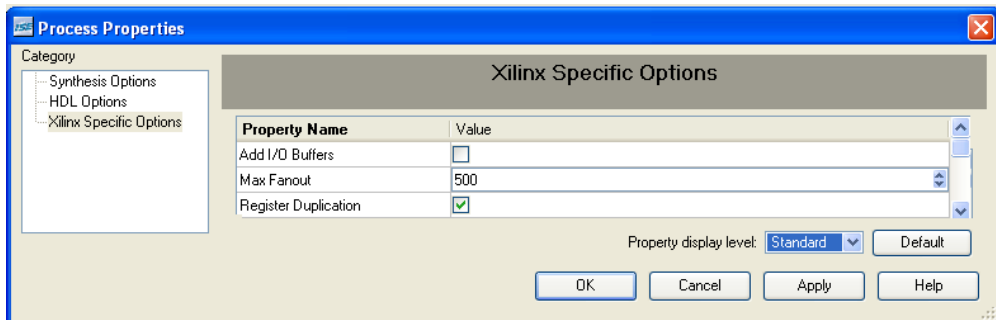 ISE Process Properties
Category
Synthesis Options
HDL Options
Xilinx Specific Options
Xilinx Specific Options
Property Name Value
Add I/O Buffers
Max Fanout 500
Register Duplication
Property display level: Standard Default
OK Cancel Apply Help